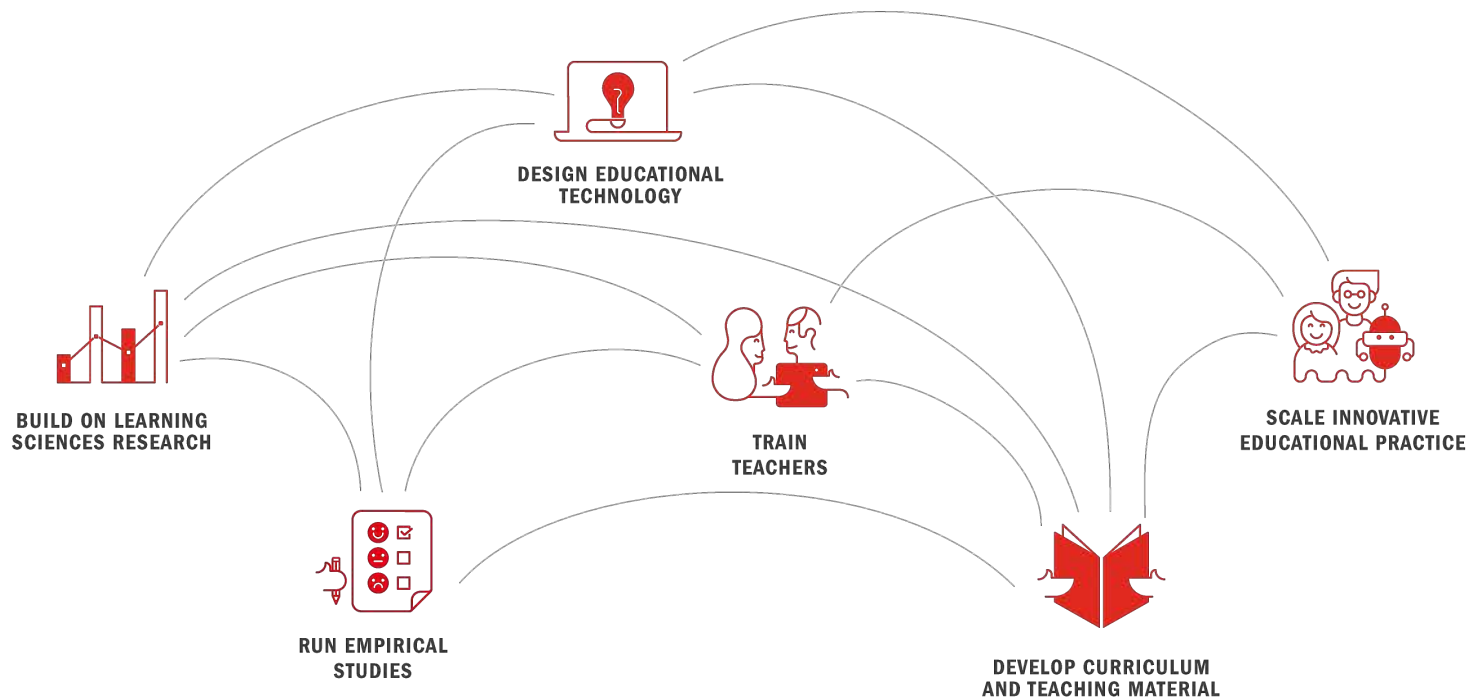 DESIGN EDUCATIONAL
TECHNOLOGY
BUILD ON LEARNING
SCIENCES RESEARCH
TRAIN
TEACHERS
SCALE INNOVATIVE
EDUCATIONAL PRACTICE
RUN EMPIRICAL
STUDIES
DEVELOP CURRICULUM
AND TEACHING MATERIAL